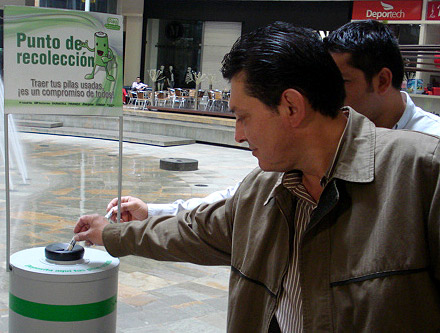 Punto de
recolección
Traer tus pilas usadas,
¡es un compromiso de todos!
Deportech